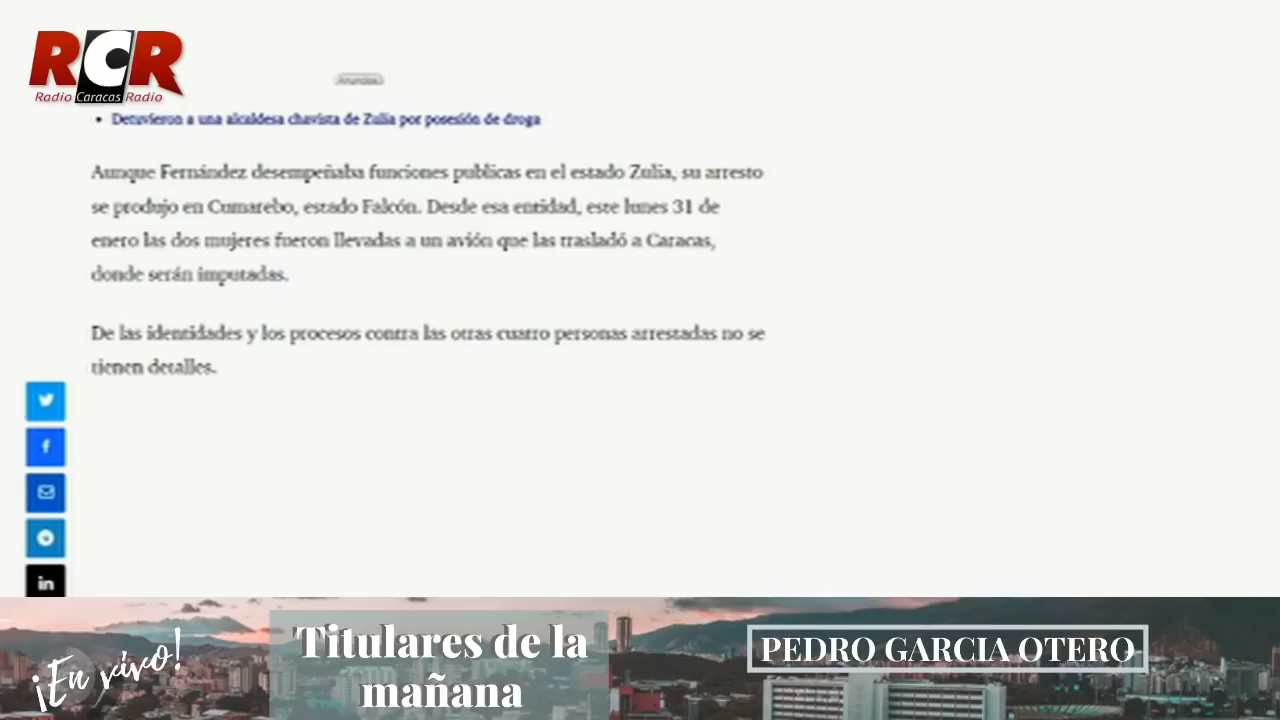 RCR
Radio Caracas Radio
Anuncios
• Detuvieron a una alcaldesa chavista de Zulia por posesión de droga
Aunque Fernández desempeñaba funciones publicas en el estado Zulia, su arresto
se produjo en Cumarebo, estado Falcón. Desde esa entidad, este lunes 31 de
enero las dos mujeres fueron llevadas a un avión que las trasladó a Caracas,
donde serán imputadas.
De las identidades y los procesos contra las otras cuatro personas arrestadas no se
tienen detalles.
f
in
¡En vivo!
Titulares de la
mañana
PEDRO GARCIA OTERO